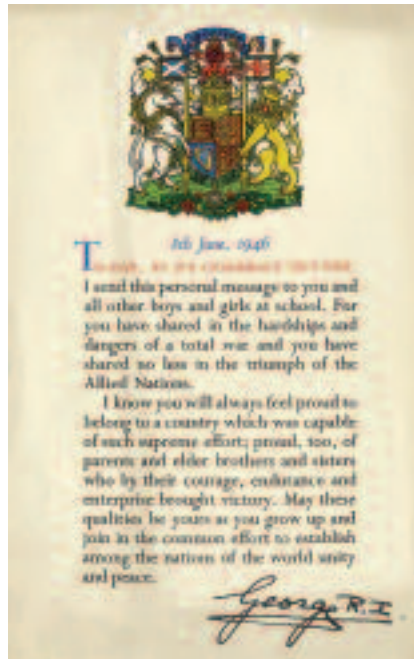 8th June, 1946
TO-DAY, AS WE CELEBRATE VICTORY,
I send this personal message to you and
all other boys and girls at school. For
you have shared in the hardships and
dangers of a total war and you have
shared no less in the triumph of the
Allied Nations.
I know you will always feel proud to
belong to a country which was capable
of such supreme effort; proud, too, of
parents and elder brothers and sisters
who by their courage, endurance and
enterprise brought victory. May these
qualities be yours as you grow up and
join in the common effort to establish
among the nations of the world unity
and peace.
George R.I.